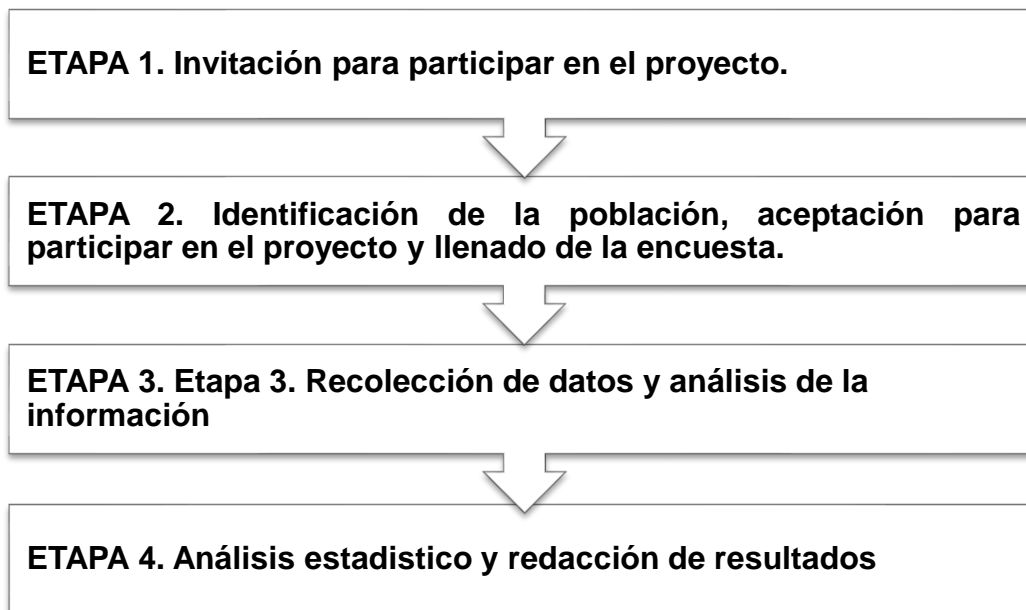 ETAPA 1. Invitación para participar en el proyecto.
ETAPA 2. Identificación de la población, aceptación para
participar en el proyecto y llenado de la encuesta.
ETAPA 3. Etapa 3. Recolección de datos y análisis de la
información
ETAPA 4. Análisis estadistico y redacción de resultados